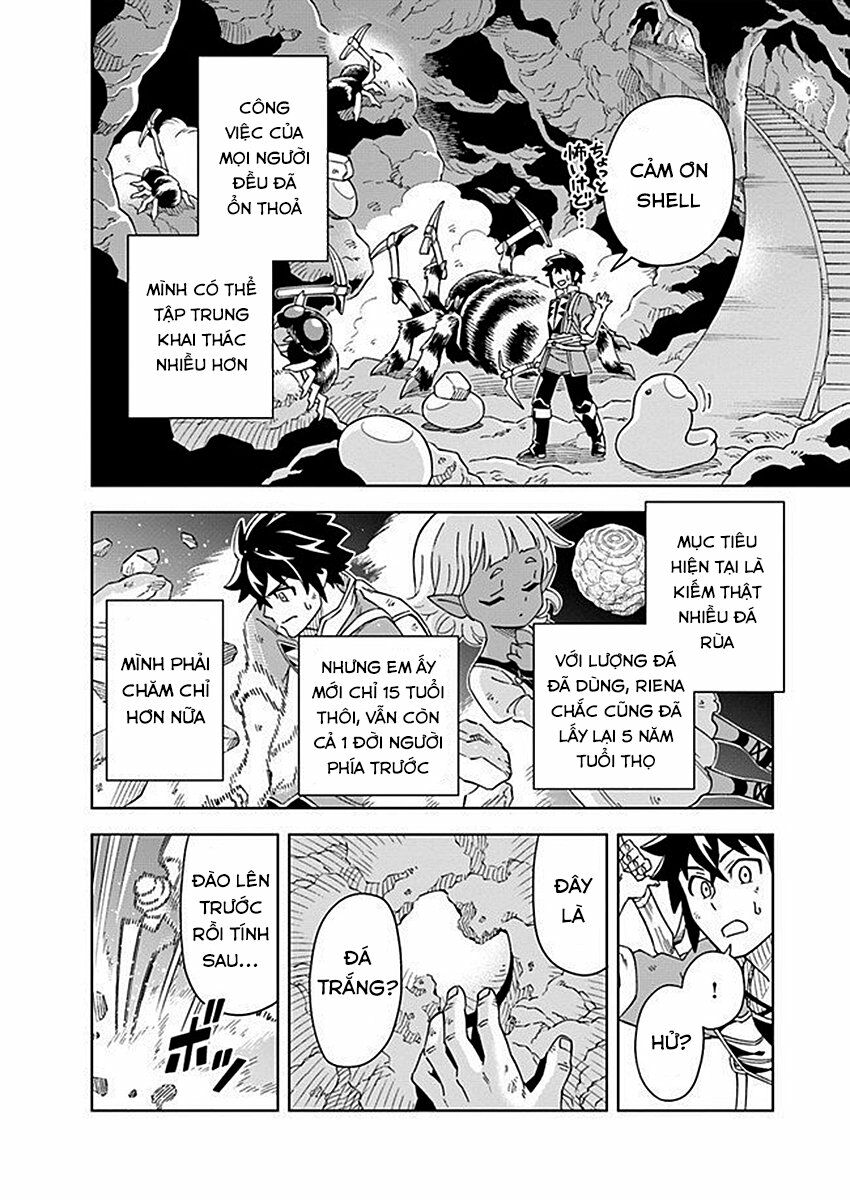 CẢM ƠN
SHELL
ちょっと
怖いけど…
CÔNG
VIỆC CỦA
MỌI NGƯỜI
ĐỀU ĐÃ
ỔN THOẢ
MÌNH CÓ THỂ
TẬP TRUNG
KHAI THÁC
NHIỀU HƠN
MỤC TIÊU
HIỆN TẠI LÀ
KIẾM THẬT
NHIỀU ĐÁ
RÙA
VỚI LƯỢNG ĐÁ
ĐÃ DÙNG, RIENA
CHẮC CŨNG ĐÃ
LẤY LẠI 5 NĂM
TUỔI THỌ
NHƯNG EM ẤY
MỚI CHỈ 15 TUỔI
THÔI, VẪN CÒN
CẢ 1 ĐỜI NGƯỜI
PHÍA TRƯỚC
MÌNH PHẢI
CHĂM CHỈ
HƠN NỮA
!
HỬ?
ĐÂY
LÀ
ĐÁ
TRẮNG?
ĐÀO LÊN
TRƯỚC
RỒI TÍNH
SAU...
ボッ